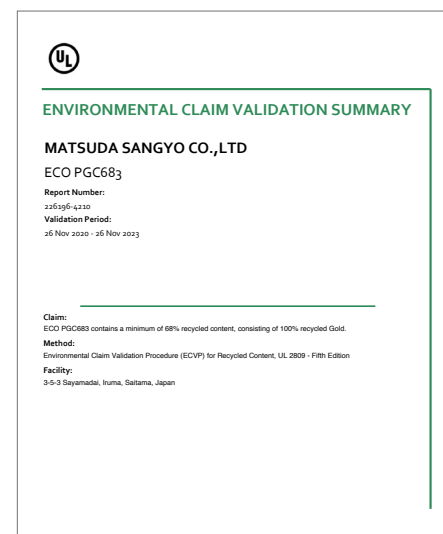 UL
ENVIRONMENTAL CLAIM VALIDATION SUMMARY
MATSUDA SANGYO CO.,LTD
ECO PGC683
Report Number:
226196-4210
Validation Period:
26 Nov 2020 - 26 Nov 2023
Claim:
ECO PGC683 contains a minimum of 68% recycled content, consisting of 100% recycled Gold.
Method:
Environmental Claim Validation Procedure (ECVP) for Recycled Content, UL 2809 - Fifth Edition
Facility:
3-5-3 Sayamadai, Iruma, Saitama, Japan